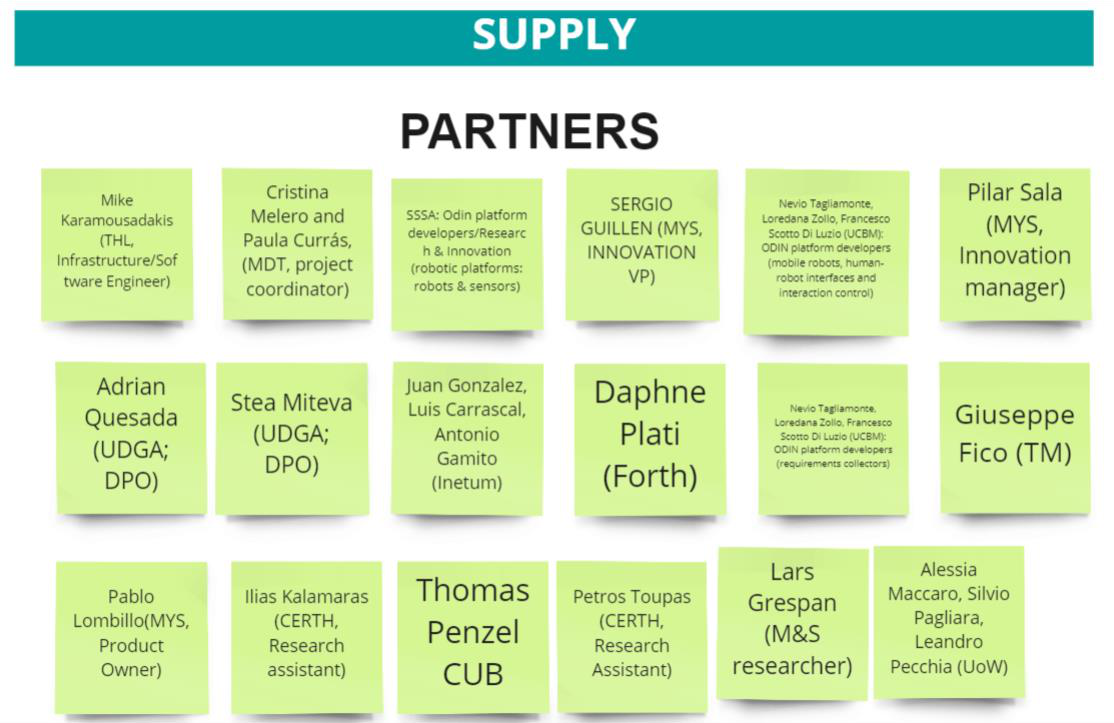 SUPPLY
PARTNERS
Mike
Karamousadakis
(THL,
Infrastructure/Sof
tware Engineer)
Cristina
Melero and
Paula Currás,
(MDT, project
coordinator)
SSSA: Odin platform
developers/Researc
h & Innovation
(robotic platforms:
robots & sensors)
SERGIO
GUILLEN (MYS,
INNOVATION
VP)
Nevio Tagliamonte,
Loredana Zollo, Francesco
Scotto Di Luzio (UCBM):
ODIN platform developers
(mobile robots, human-
robot interfaces and
interaction control)
Pilar Sala
(MYS,
Innovation
manager)
Adrian
Quesada
(UDGA;
DPO)
Stea Miteva
(UDGA;
DPO)
Juan Gonzalez,
Luis Carrascal,
Antonio
Gamito
(Inetum)
Daphne
Plati
(Forth)
Nevio Tagliamonte,
Loredana Zollo, Francesco
Scotto Di Luzio (UCBM):
ODIN platform developers
(requirements collectors)
Giuseppe
Fico (TM)
Pablo
Lombillo(MYS,
Product
Owner)
Ilias Kalamaras
(CERTH,
Research
assistant)
Thomas
Penzel
CUB
Petros Toupas
(CERTH,
Research
Assistant)
Lars
Grespan
(M&S
researcher)
Alessia
Maccaro, Silvio
Pagliara,
Leandro
Pecchia (UoW)